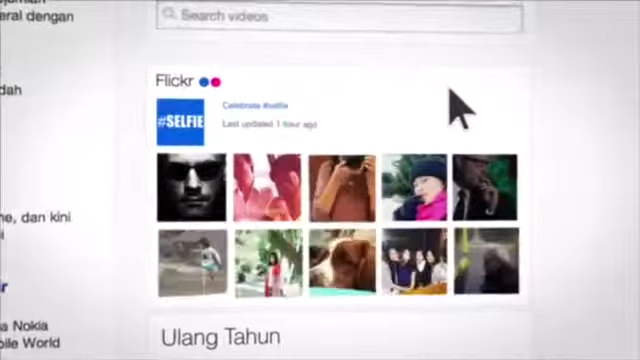 eral dengan
dah
ne, dan kini
a Nokia
bile World
Search videos
Flickr
#SELFIE
Celebrate #selfie
Last updated 1 hour ago
Ulang Tahun